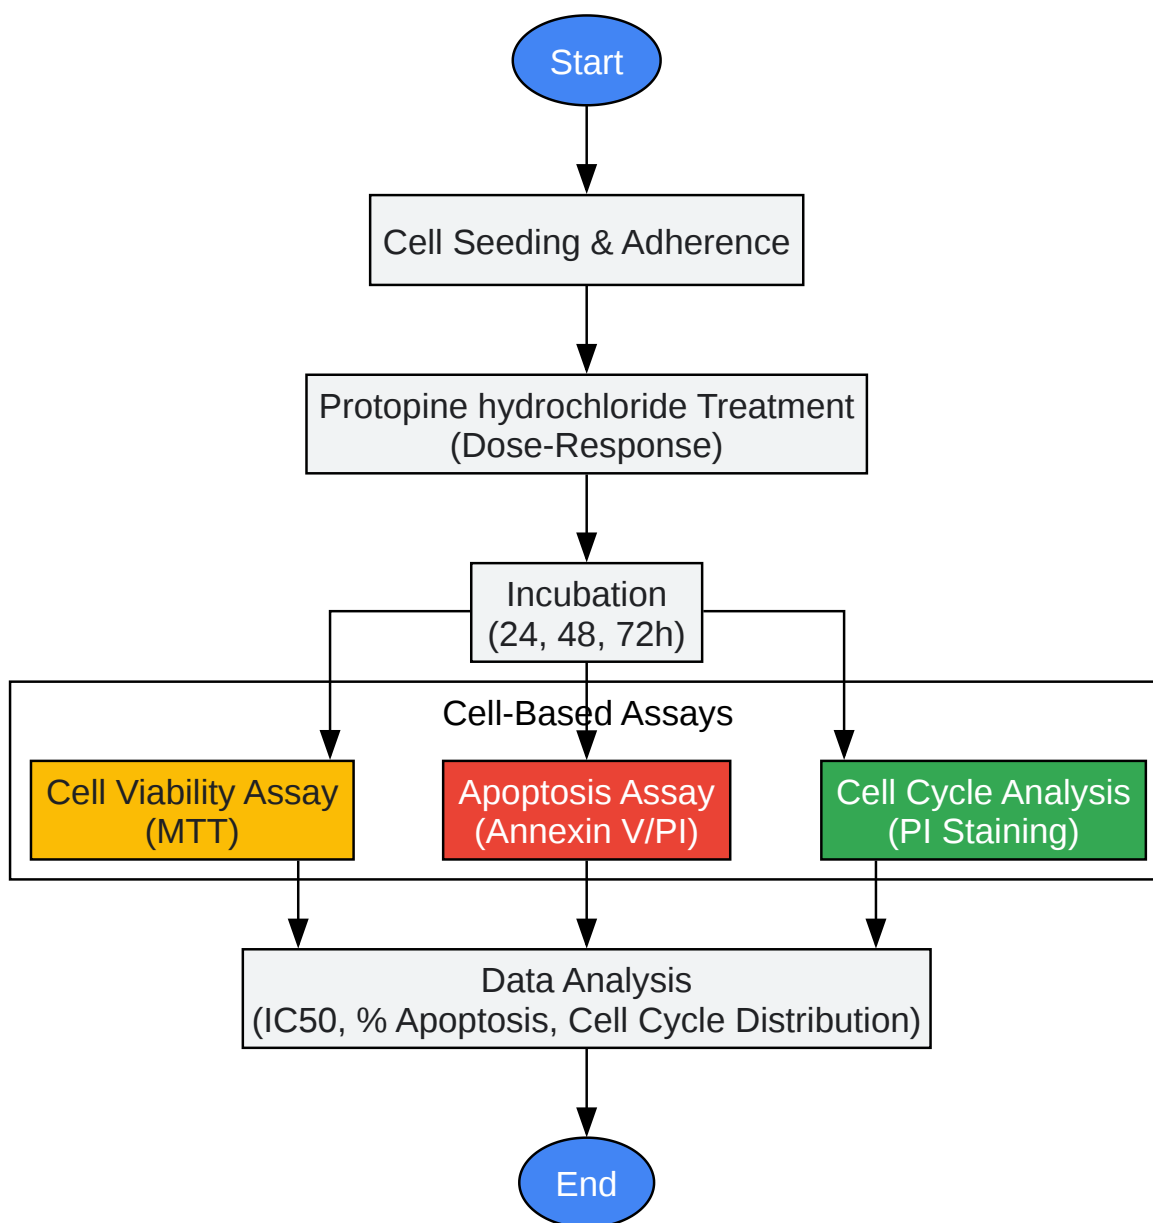 Start
Cell Seeding & Adherence
Protopine hydrochloride Treatment
(Dose-Response)
Incubation
(24, 48, 72h)
Cell-Based Assays
Cell Viability Assay
(MTT)
Apoptosis Assay
(Annexin V/PI)
Cell Cycle Analysis
(PI Staining)
Data Analysis
(IC50, % Apoptosis, Cell Cycle Distribution)
End